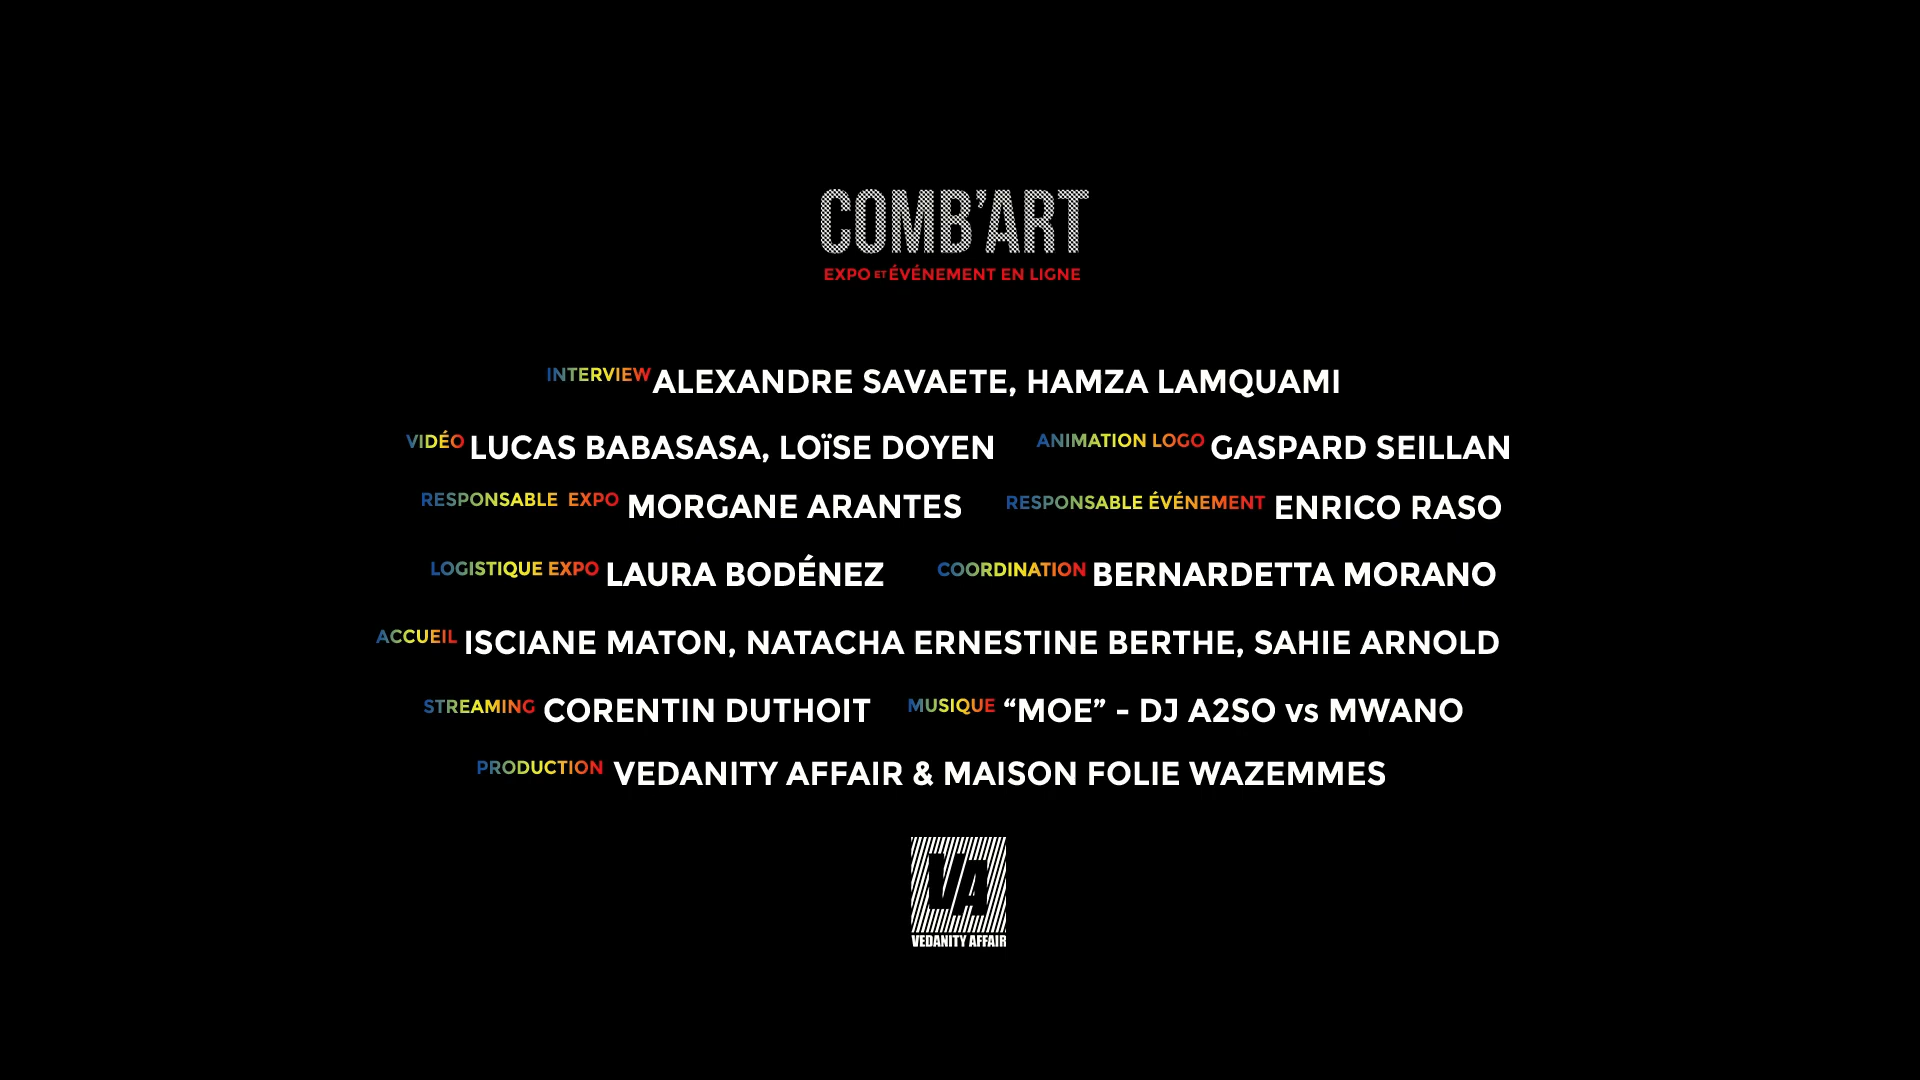 COMB'ART
EXPO ET ÉVÉNEMENT EN LIGNE
INTERVIEW ALEXANDRE SAVAETE, HAMZA LAMQUAMI
VIDÉO LUCAS BABASASA, LOïSE DOYEN ANIMATION LOGO GASPARD SEILLAN
RESPONSABLE EXPO MORGANE ARANTES RESPONSABLE ÉVÉNEMENT ENRICO RASO
LOGISTIQUE EXPO LAURA BODÉNEZ COORDINATION BERNARDETTA MORANO
ACCUEIL ISCIANE MATON, NATACHA ERNESTINE BERTHE, SAHIE ARNOLD
STREAMING CORENTIN DUTHOIT MUSIQUE “MOE” - DJ A2SO vs MWANO
PRODUCTION VEDANITY AFFAIR & MAISON FOLIE WAZEMMES
VA
VEDANITY AFFAIR